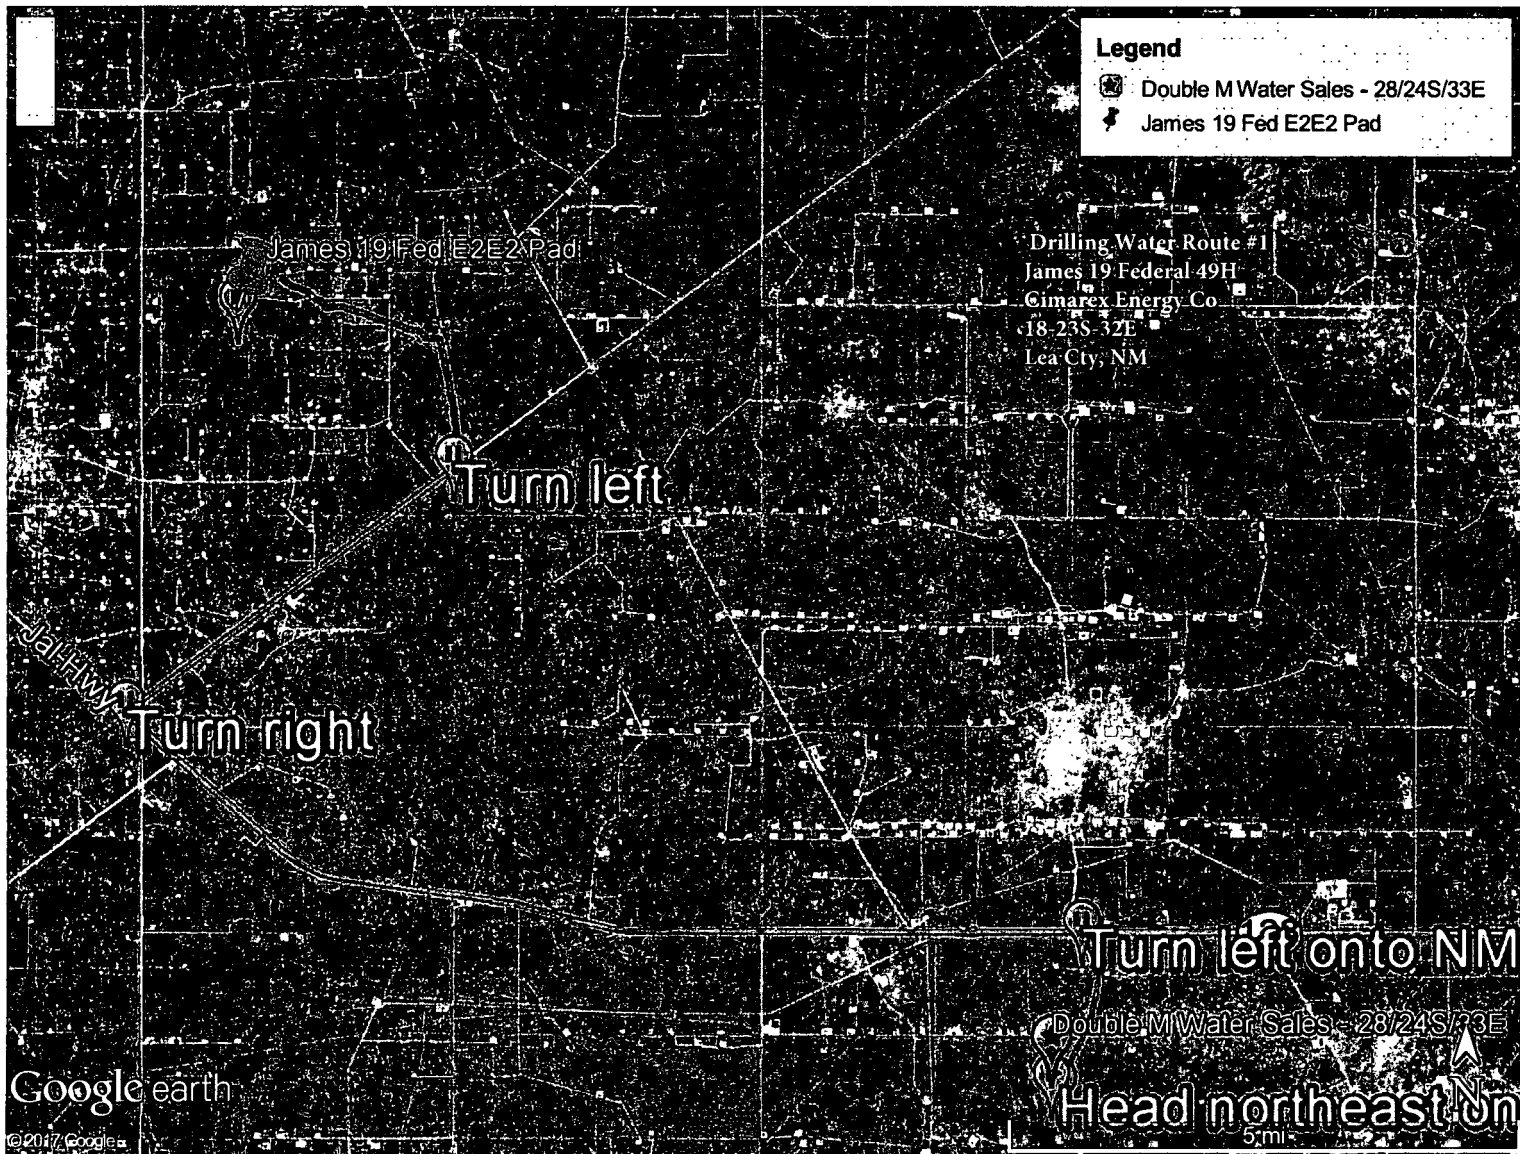 Legend
Double M Water Sales - 28/24S/33E
James 19 Fed E2E2 Pad
James 19 Fed E2E2 Pad
Drilling Water Route #1
James 19 Federal 49H
Cimarex Energy Co
18-23S-32E
Lea Cty, NM
Turn left
Jal Hwy
Turn right
Turn left onto NM
Double M Water Sales - 28/24S/33E
Head northeast on
N
5 mi
Google earth
© 2017 Google